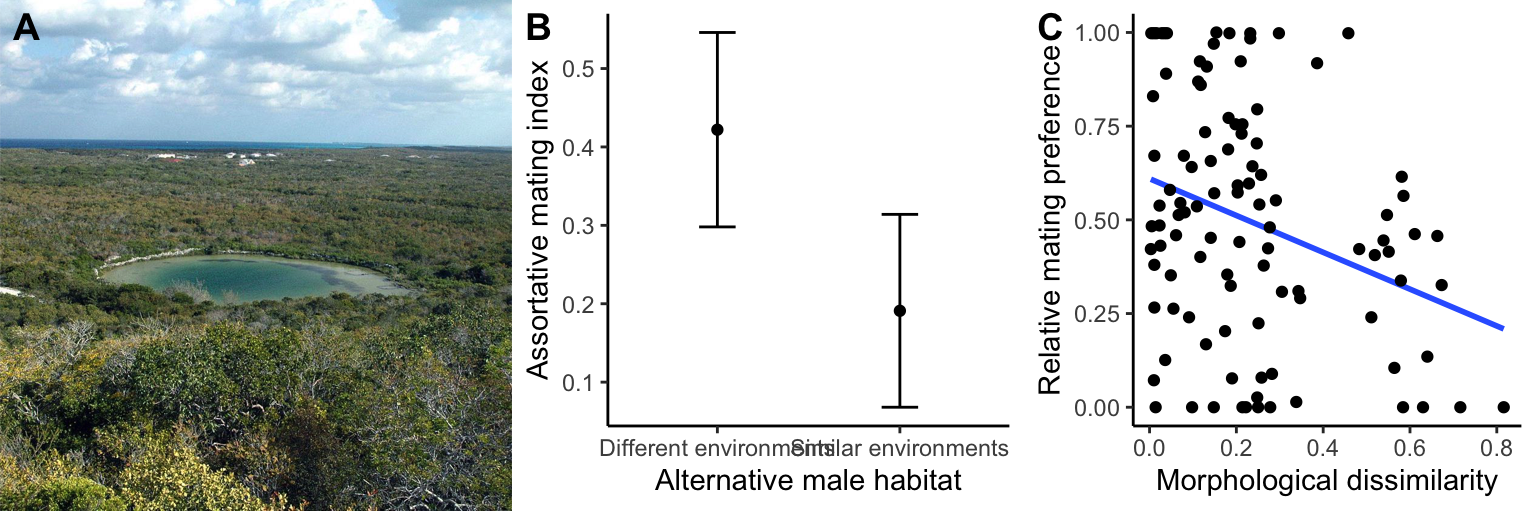 A
B
Assortative mating index
0.5
0.4
0.3
0.2
0.1
Different environments
Similar environments
Alternative male habitat
C
Relative mating preference
1.00
0.75
0.50
0.25
0.00
0.0 0.2 0.4 0.6 0.8
Morphological dissimilarity